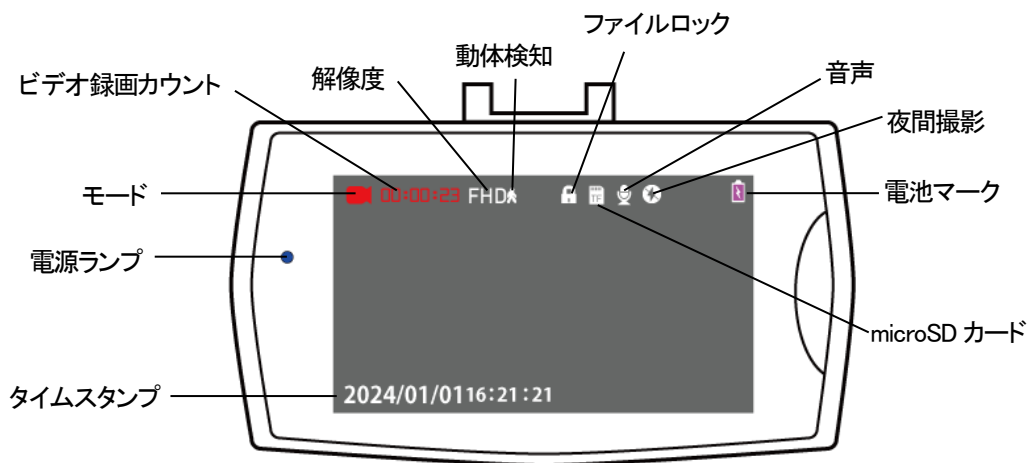 ファイルロック
動体検知
音声
解像度
ビデオ録画カウント
夜間撮影
モード
00:00:23 FHD
TF
電池マーク
電源ランプ
microSD カード
タイムスタンプ
2024/01/01 16:21:21